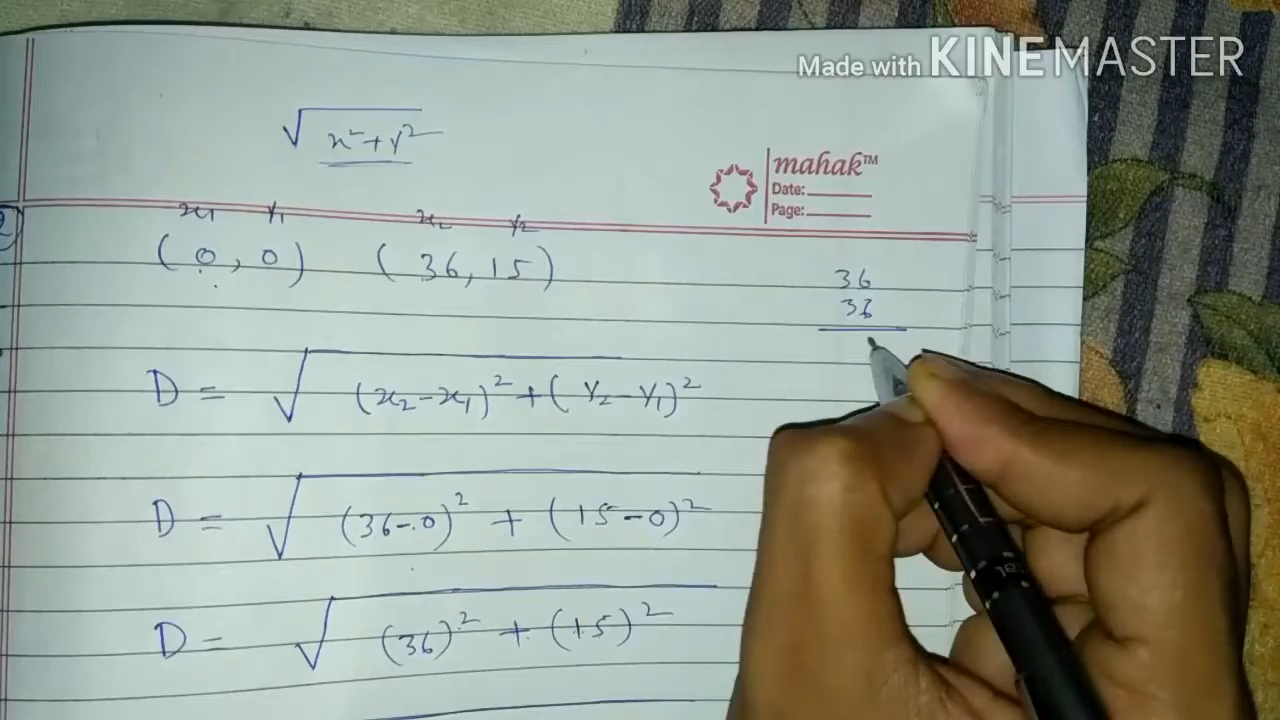 Made with KINEMASTER
√x²+y²
mahak™
Date:
Page:
2
x₁ y₁ x₂ y₂
(0,0) (36,15)
36
36
D = √(x₂-x₁)²+(y₂-y₁)²
D = √(36-0)² + (15-0)²
D = √(36)² + (15)²